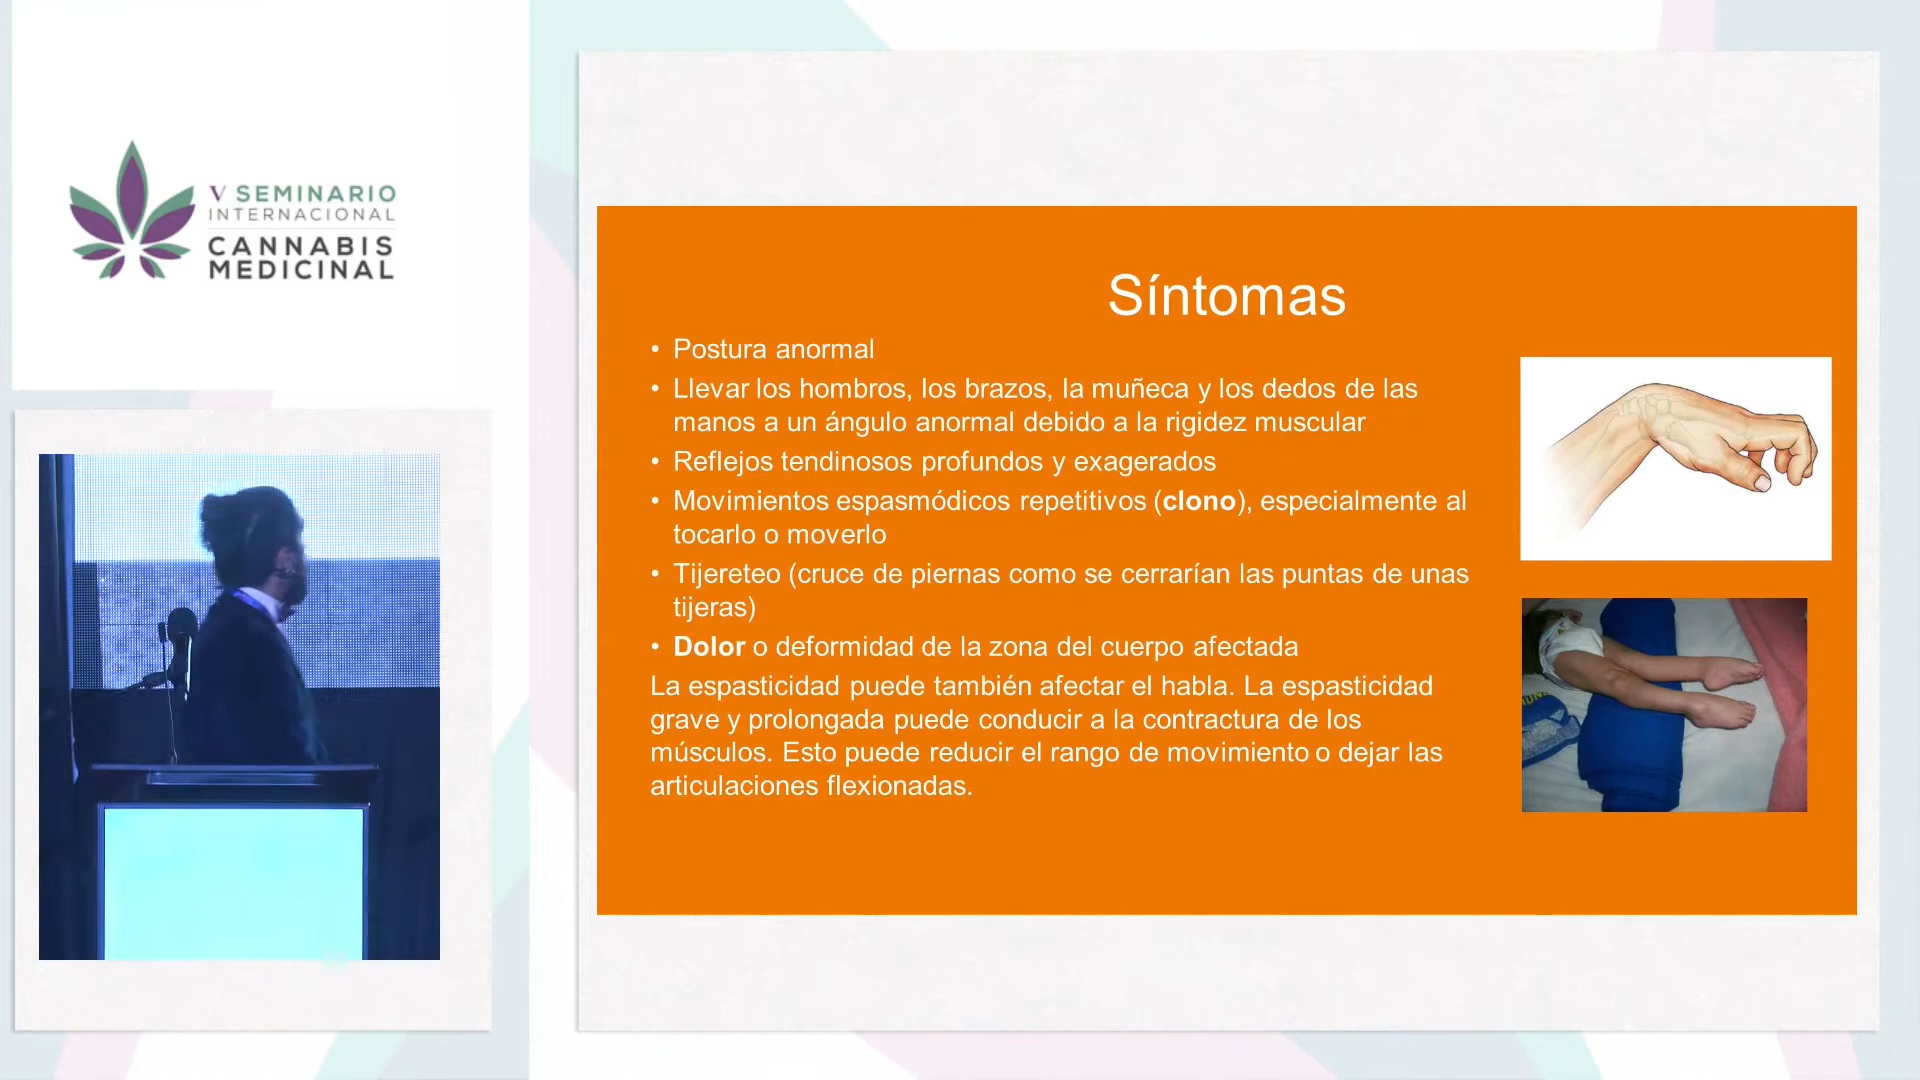 V SEMINARIO
INTERNACIONAL
CANNABIS
MEDICINAL
Síntomas
• Postura anormal
• Llevar los hombros, los brazos, la muñeca y los dedos de las
manos a un ángulo anormal debido a la rigidez muscular
• Reflejos tendinosos profundos y exagerados
• Movimientos espasmódicos repetitivos (clono), especialmente al
tocarlo o moverlo
• Tijereteo (cruce de piernas como se cerrarían las puntas de unas
tijeras)
• Dolor o deformidad de la zona del cuerpo afectada
La espasticidad puede también afectar el habla. La espasticidad
grave y prolongada puede conducir a la contractura de los
músculos. Esto puede reducir el rango de movimiento o dejar las
articulaciones flexionadas.